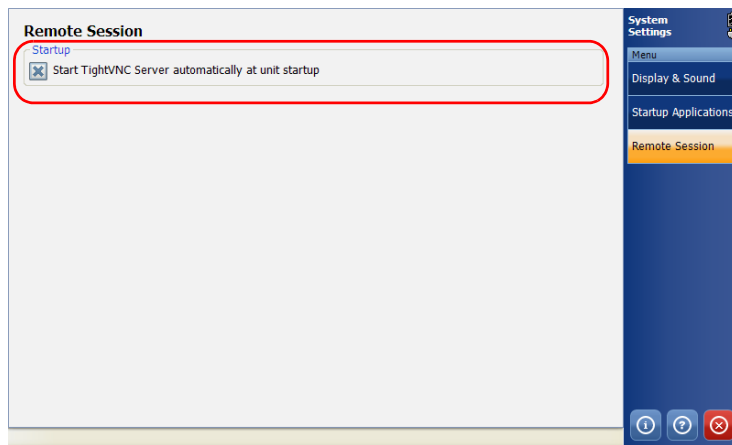 Remote Session
Startup
Start TightVNC Server automatically at unit startup
System
Settings
Menu
Display & Sound
Startup Applications
Remote Session